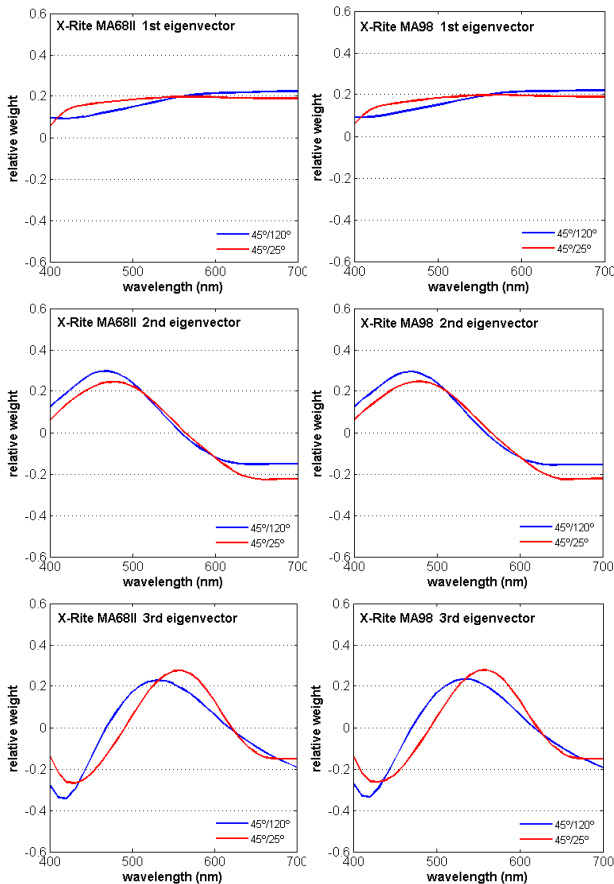 X-Rite MA68II 1st eigenvector
relative weight
0.6
0.4
0.2
0
-0.2
-0.4
-0.6
45º/120º
45º/25º
400 500 600 700
wavelength (nm)
X-Rite MA98 1st eigenvector
relative weight
0.6
0.4
0.2
0
-0.2
-0.4
-0.6
45º/120º
45º/25º
400 500 600 700
wavelength (nm)
X-Rite MA68II 2nd eigenvector
relative weight
0.6
0.4
0.2
0
-0.2
-0.4
-0.6
45º/120º
45º/25º
400 500 600 700
wavelength (nm)
X-Rite MA98 2nd eigenvector
relative weight
0.6
0.4
0.2
0
-0.2
-0.4
-0.6
45º/120º
45º/25º
400 500 600 700
wavelength (nm)
X-Rite MA68II 3rd eigenvector
relative weight
0.6
0.4
0.2
0
-0.2
-0.4
-0.6
45º/120º
45º/25º
400 500 600 700
wavelength (nm)
X-Rite MA98 3rd eigenvector
relative weight
0.6
0.4
0.2
0
-0.2
-0.4
-0.6
45º/120º
45º/25º
400 500 600 700
wavelength (nm)